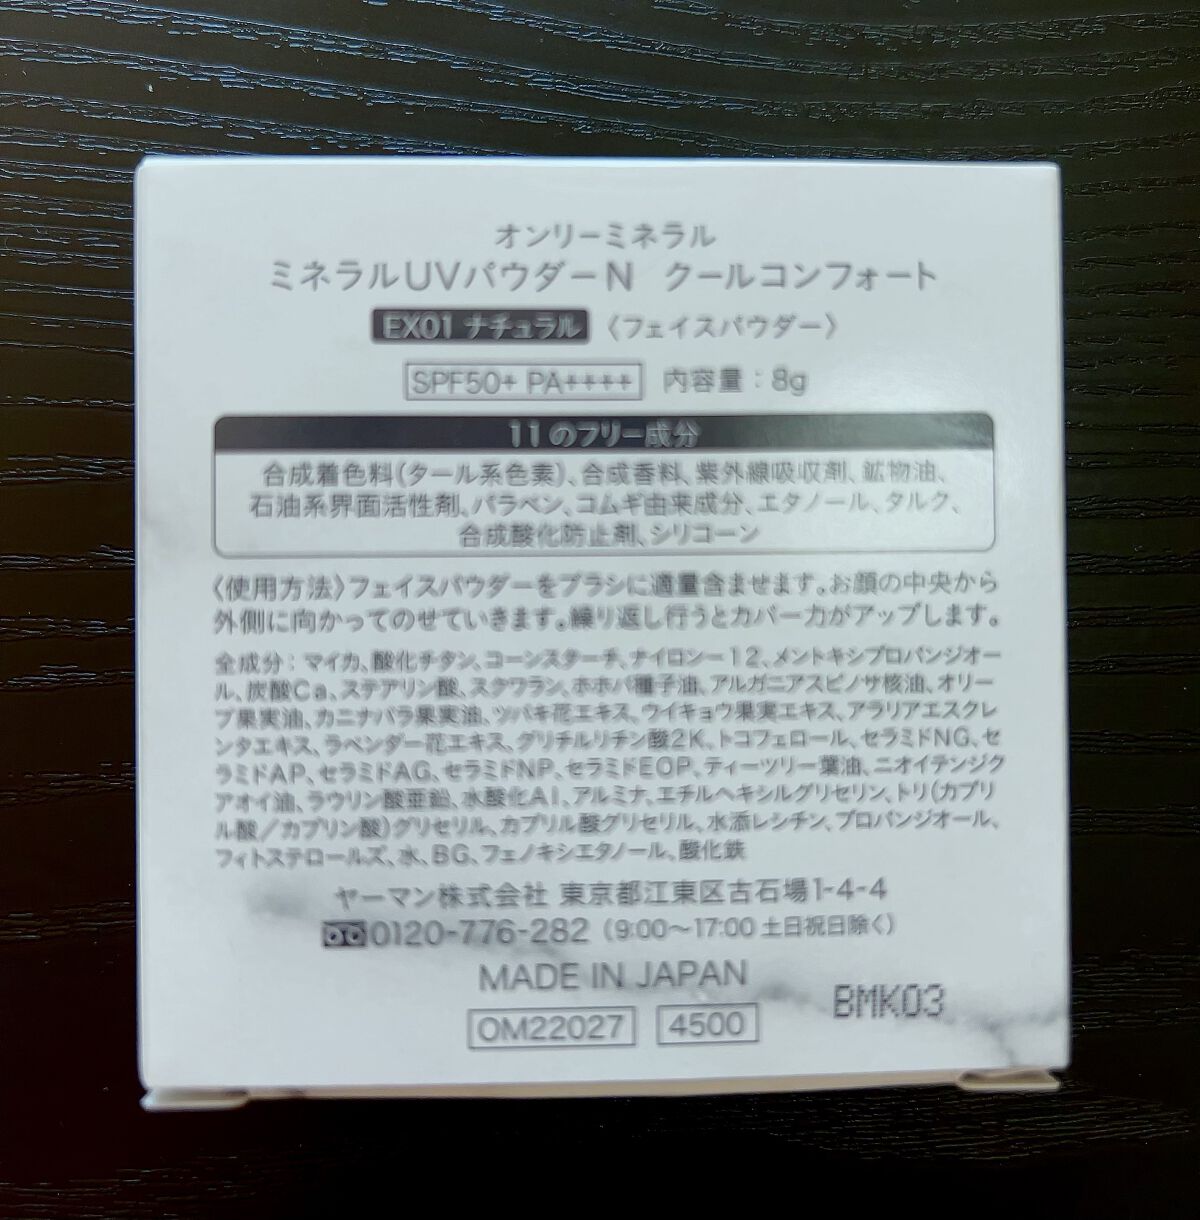 オンリーミネラル
ミネラルUVパウダーN クールコンフォート
EX01 ナチュラル 〈フェイスパウダー〉
SPF50+ PA++++ 内容量：8g
11のフリー成分
合成着色料(タール系色素)、合成香料、紫外線吸収剤、鉱物油、
石油系界面活性剤、パラベン、コムギ由来成分、エタノール、タルク、
合成酸化防止剤、シリコーン
〈使用方法〉フェイスパウダーをブラシに適量含ませます。お顔の中央から
外側に向かってのせていきます。繰り返し行うとカバー力がアップします。
全成分：マイカ、酸化チタン、コーンスターチ、ナイロン－12、メントキシプロパンジオー
ル、炭酸Ca、ステアリン酸、スクワラン、ホホバ種子油、アルガニアスピノサ核油、オリー
ブ果実油、カニナバラ果実油、ツバキ花エキス、ウイキョウ果実エキス、アラリアエスクレ
ンタエキス、ラベンダー花エキス、グリチルリチン酸2K、トコフェロール、セラミドNG、セ
ラミドAP、セラミドAG、セラミドNP、セラミドEOP、ティーツリー葉油、ニオイテンジク
アオイ油、ラウリン酸亜鉛、水酸化Al、アルミナ、エチルヘキシルグリセリン、トリ(カプリ
ル酸／カプリン酸)グリセリル、カプリル酸グリセリル、水添レシチン、プロパンジオール、
フィトステロールズ、水、BG、フェノキシエタノール、酸化鉄
ヤーマン株式会社 東京都江東区古石場1-4-4
0120-776-282 (9:00～17:00 土日祝日除く)
MADE IN JAPAN
BMK03
OM22027 4500